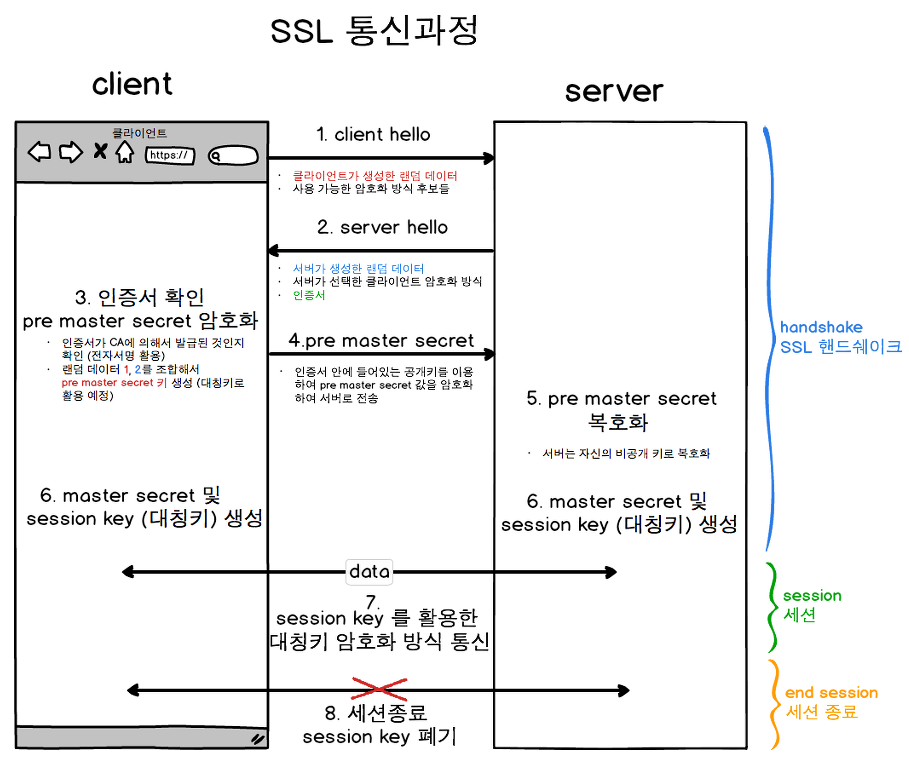 SSL 통신과정
client
server
클라이언트
https://
1. client hello
· 클라이언트가 생성한 랜덤 데이터
· 사용 가능한 암호화 방식 후보들
2. server hello
· 서버가 생성한 랜덤 데이터
· 서버가 선택한 클라이언트 암호화 방식
· 인증서
3. 인증서 확인
pre master secret 암호화
· 인증서가 CA에 의해서 발급된 것인지
확인 (전자서명 활용)
· 랜덤 데이터 1, 2를 조합해서
pre master secret 키 생성 (대칭키로
활용 예정)
4.pre master secret
· 인증서 안에 들어있는 공개키를 이용
하여 pre master secret 값을 암호화
하여 서버로 전송
handshake
SSL 핸드쉐이크
5. pre master secret
복호화
· 서버는 자신의 비공개 키로 복호화
6. master secret 및
session key (대칭키) 생성
6. master secret 및
session key (대칭키) 생성
data
7.
session key 를 활용한
대칭키 암호화 방식 통신
session
세션
8. 세션종료
session key 폐기
end session
세션 종료